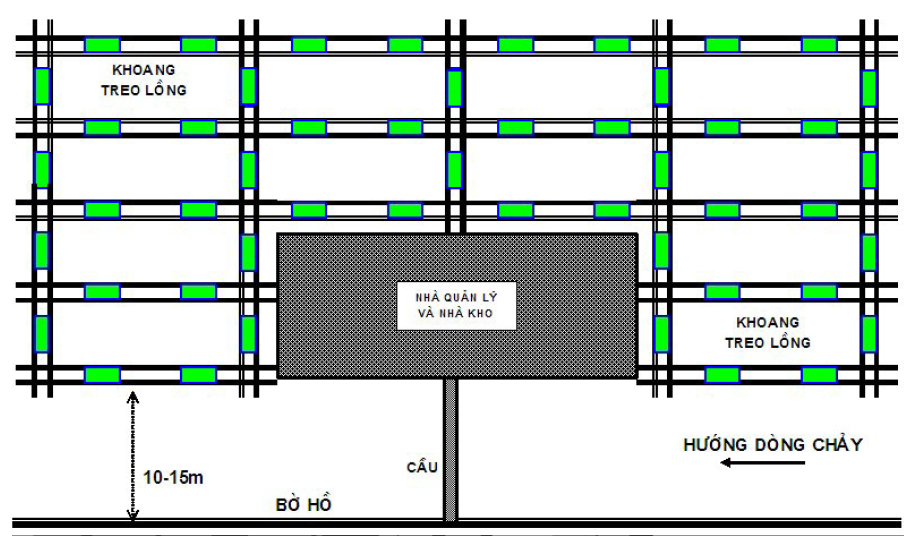 KHOANG
TREO LỒNG
NHÀ QUẢN LÝ
VÀ NHÀ KHO
KHOANG
TREO LỒNG
HƯỚNG DÒNG CHẢY
CẦU
10-15m
BỜ HỒ